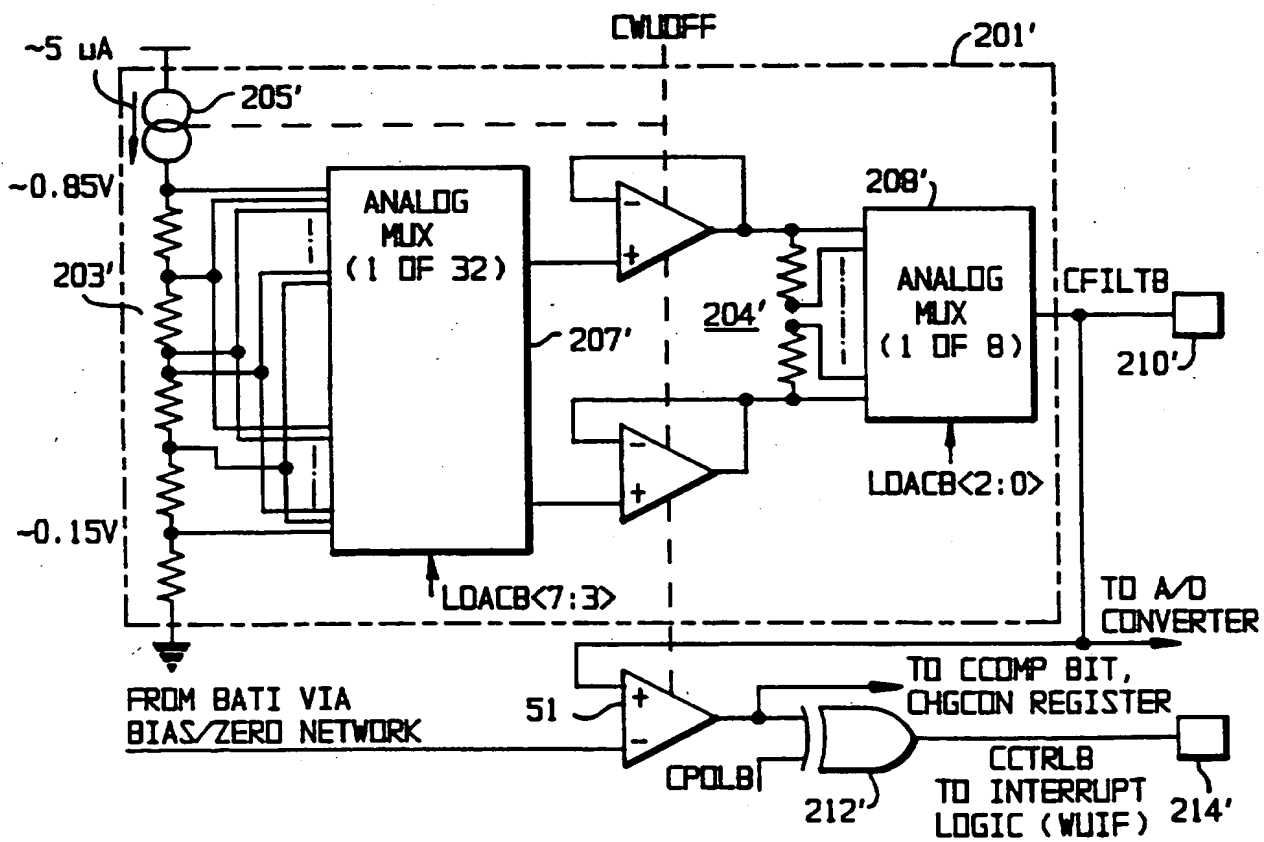 CWUOFF
~5 uA
201'
205'
~0.85V
ANALOG
MUX
(1 OF 32)
208'
203'
204'
ANALOG
MUX
(1 OF 8)
CFILTB
207'
210'
LDACB<2:0>
~0.15V
LDACB<7:3>
TO A/D
CONVERTER
FROM BATI VIA
BIAS/ZERO NETWORK
51
TO CCOMP BIT,
CHGCON REGISTER
CPOLB
212'
CCTRLB
TO INTERRUPT
LOGIC (WUIF)
214'
−
+
−
+
+
−